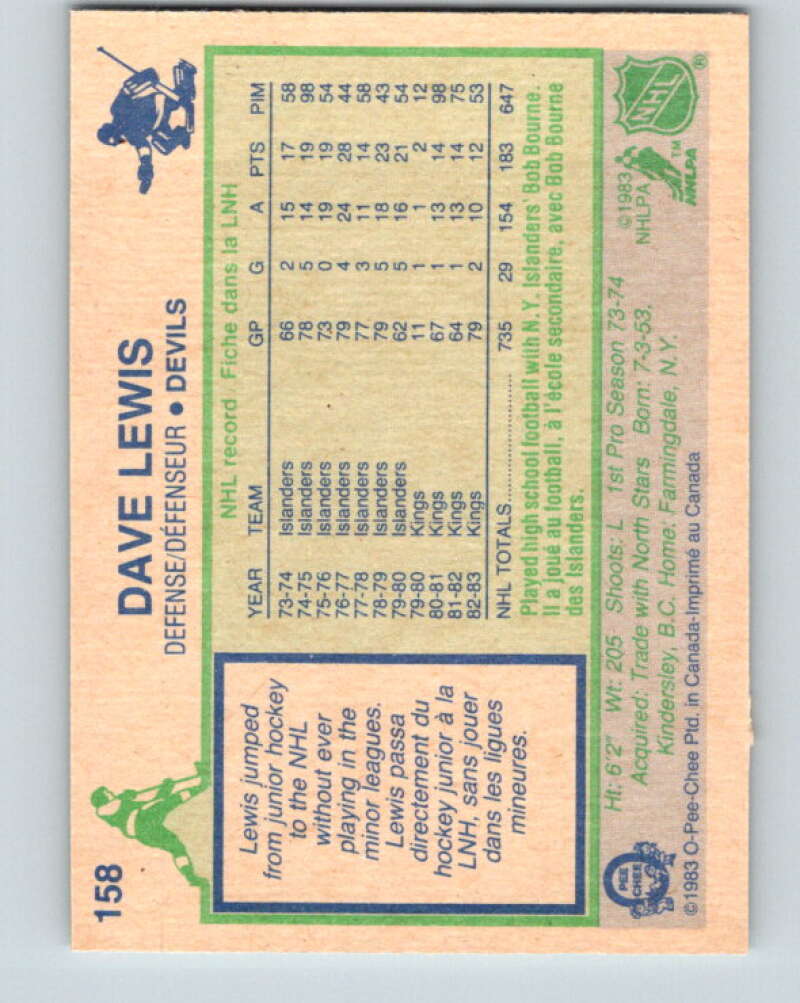 158
DAVE LEWIS
DEFENSE/DÉFENSEUR • DEVILS
Lewis jumped
from junior hockey
to the NHL
without ever
playing in the
minor leagues.
Lewis passa
directement du
hockey junior à la
LNH, sans jouer
dans les ligues
mineures.
NHL record Fiche dans la LNH
YEAR TEAM GP G A PTS PIM
73-74 Islanders 66 2 15 17 58
74-75 Islanders 78 5 14 19 98
75-76 Islanders 73 0 19 19 54
76-77 Islanders 79 4 24 28 44
77-78 Islanders 77 3 11 14 58
78-79 Islanders 79 5 18 23 43
79-80 Islanders 62 5 16 21 54
79-80 Kings 11 1 1 2 12
80-81 Kings 67 1 13 14 98
81-82 Kings 64 1 13 14 75
82-83 Kings 79 2 10 12 53
NHL TOTALS.................... 735 29 154 183 647
Played high school football with N.Y. Islanders' Bob Bourne.
Il a joué au football, à l'école secondaire, avec Bob Bourne
des Islanders.
Ht: 6'2" Wt: 205 Shoots: L 1st Pro Season 73-74
Acquired: Trade with North Stars Born: 7-3-53,
Kindersley, B.C. Home: Farmingdale, N.Y.
©1983 O-Pee-Chee Ptd. in Canada-Imprimé au Canada
PEE
CHEE
©1983
NHLPA
NHLPA
TM
NHL
®